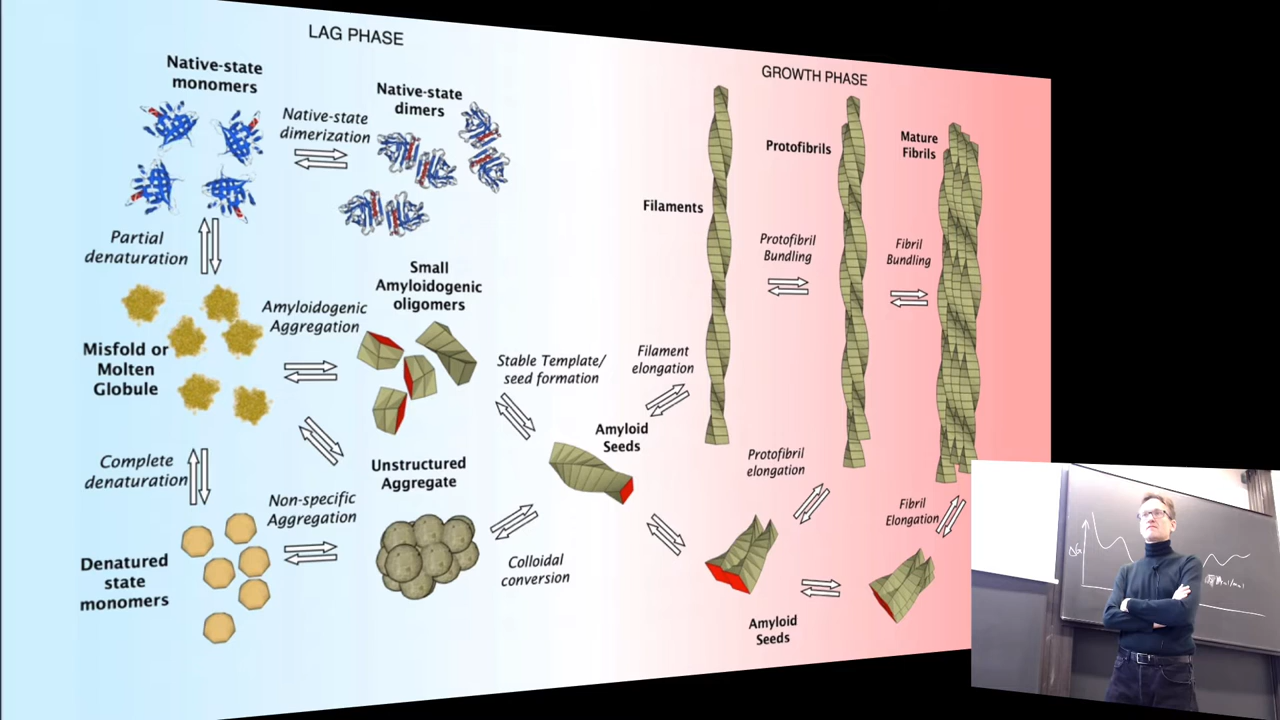 LAG PHASE
GROWTH PHASE
Native-state
monomers
Native-state
dimerization
Native-state
dimers
Partial
denaturation
Small
Amyloidogenic
oligomers
Amyloidogenic
Aggregation
Misfold or
Molten
Globule
Complete
denaturation
Non-specific
Aggregation
Unstructured
Aggregate
Denatured
state
monomers
Stable Template/
seed formation
Colloidal
conversion
Amyloid
Seeds
Filament
elongation
Filaments
Protofibrils
Mature
Fibrils
Protofibril
Bundling
Fibril
Bundling
Protofibril
elongation
Fibril
Elongation
Amyloid
Seeds